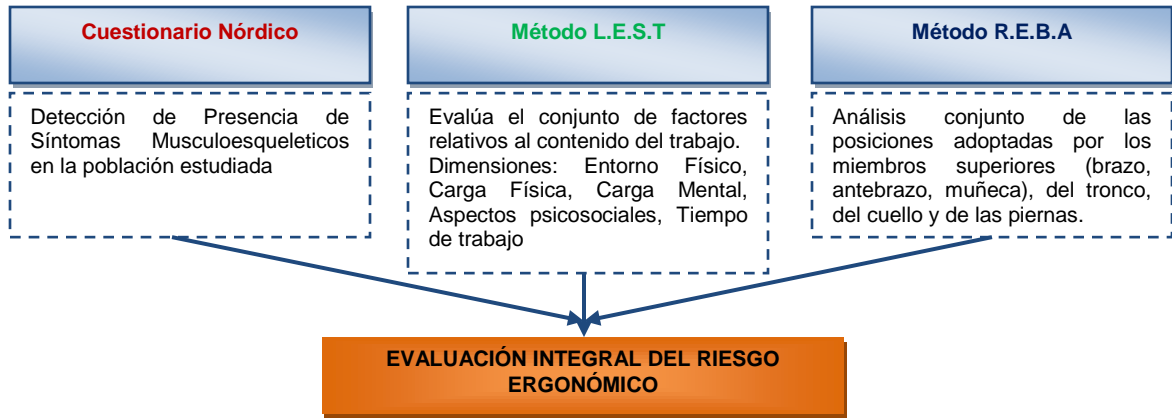 Cuestionario Nórdico
Detección de Presencia de
Síntomas Musculoesqueleticos
en la población estudiada
Método L.E.S.T
Evalúa el conjunto de factores
relativos al contenido del trabajo.
Dimensiones: Entorno Físico,
Carga Física, Carga Mental,
Aspectos psicosociales, Tiempo
de trabajo
Método R.E.B.A
Análisis conjunto de las
posiciones adoptadas por los
miembros superiores (brazo,
antebrazo, muñeca), del tronco,
del cuello y de las piernas.
EVALUACIÓN INTEGRAL DEL RIESGO
ERGONÓMICO